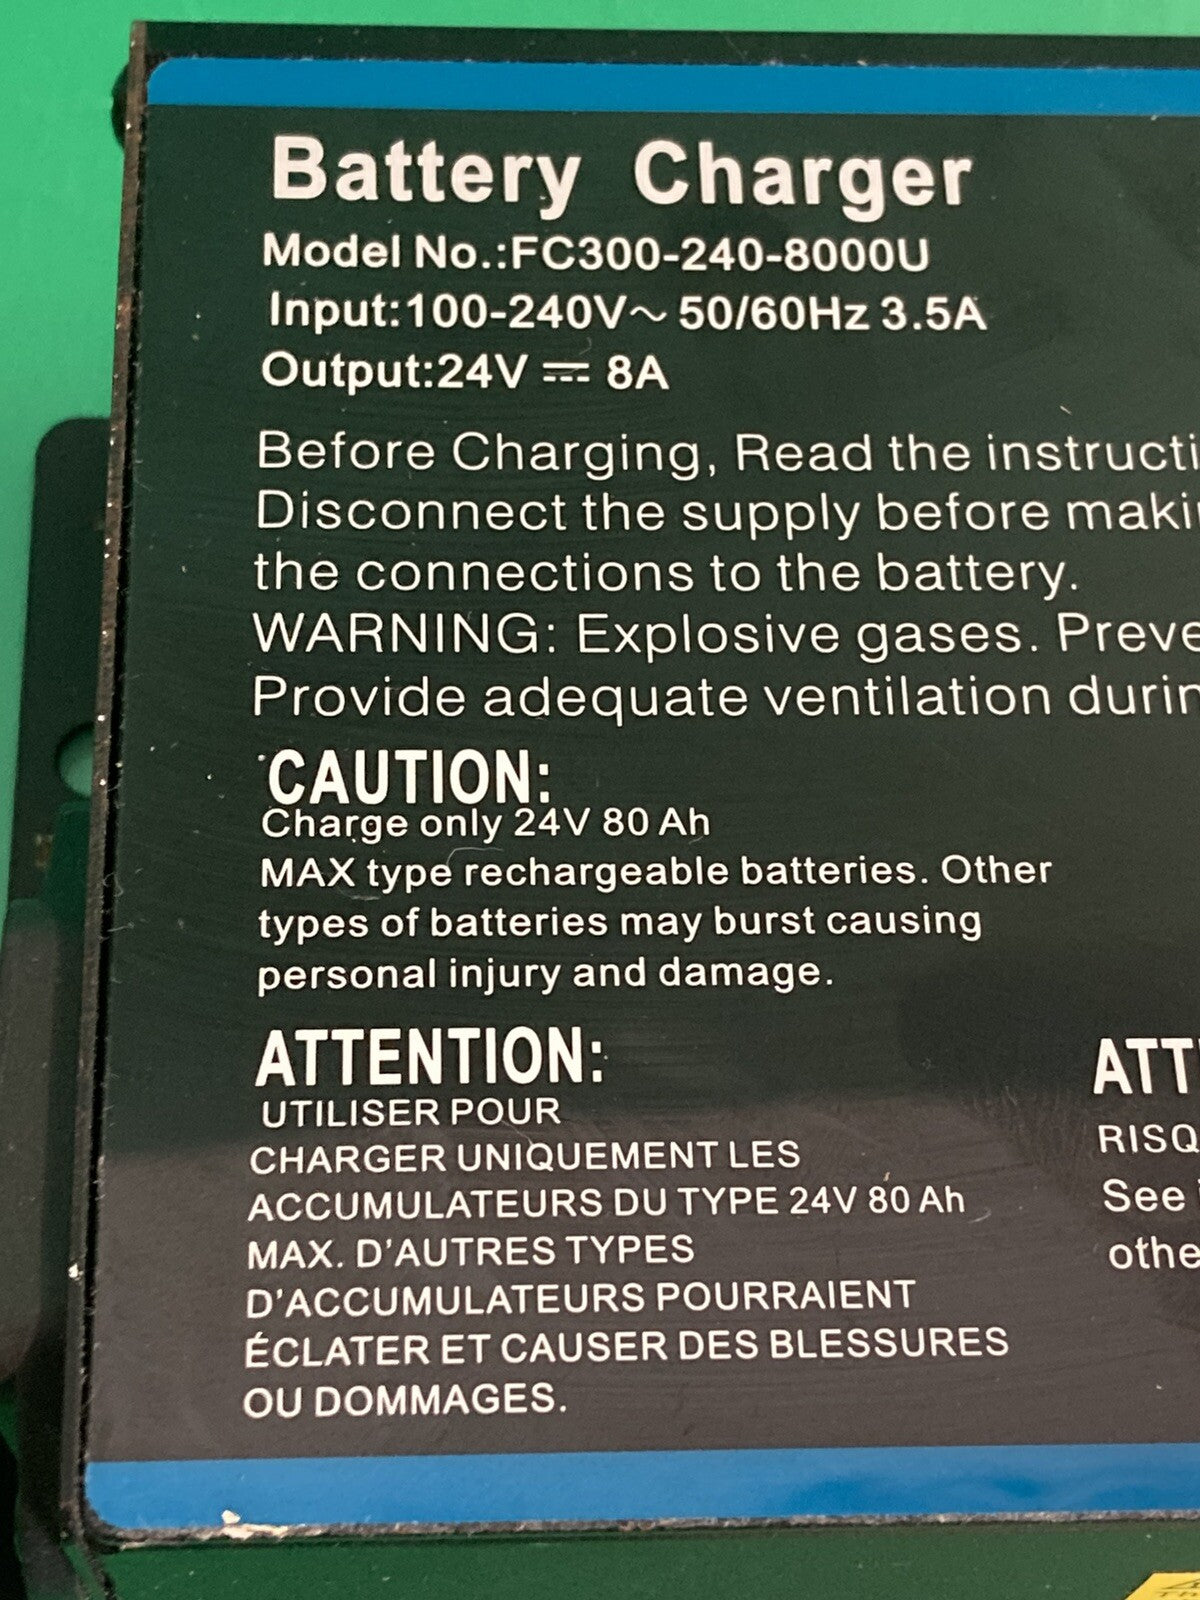 Battery Charger
Model No.:FC300-240-8000U
Input:100-240V~ 50/60Hz 3.5A
Output:24V ⎓ 8A
Before Charging, Read the instructi
Disconnect the supply before maki
the connections to the battery.
WARNING: Explosive gases. Preve
Provide adequate ventilation durin
CAUTION:
Charge only 24V 80 Ah
MAX type rechargeable batteries. Other
types of batteries may burst causing
personal injury and damage.
ATTENTION:
UTILISER POUR
CHARGER UNIQUEMENT LES
ACCUMULATEURS DU TYPE 24V 80 Ah
MAX. D'AUTRES TYPES
D'ACCUMULATEURS POURRAIENT
ÉCLATER ET CAUSER DES BLESSURES
OU DOMMAGES.
ATT
RISQ
See
othe